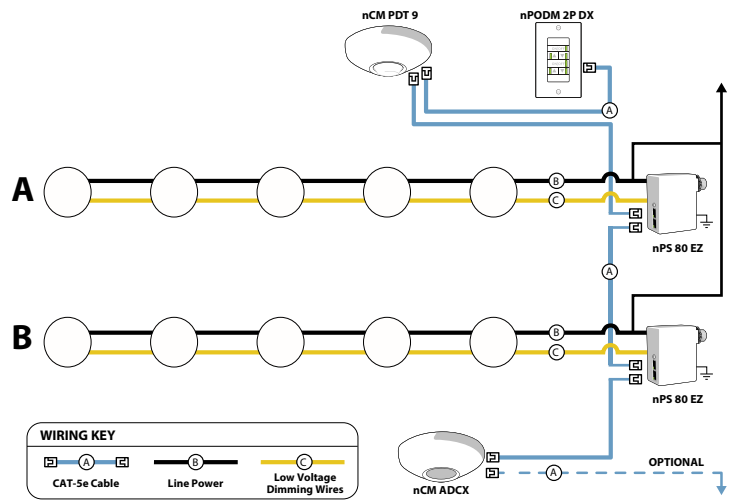 nCM PDT 9
nPODM 2P DX
A
A
B
C
nPS 80 EZ
A
B
B
C
nPS 80 EZ
WIRING KEY
A
B
C
CAT-5e Cable
Line Power
Low Voltage
Dimming Wires
nCM ADCX
A
OPTIONAL